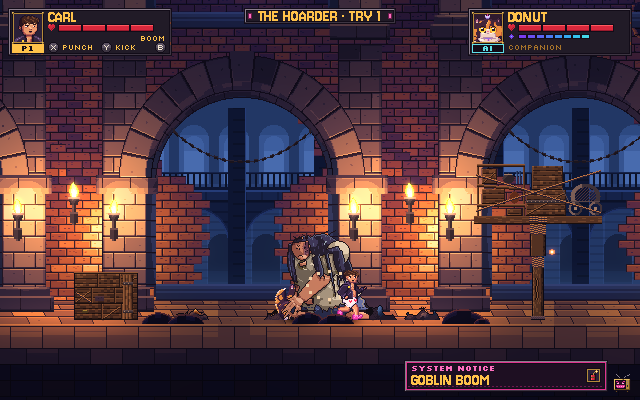 CARL
P1
X PUNCH Y KICK
BOOM
B
THE HOARDER · TRY 1
DONUT
AI
COMPANION
SYSTEM NOTICE
GOBLIN BOOM